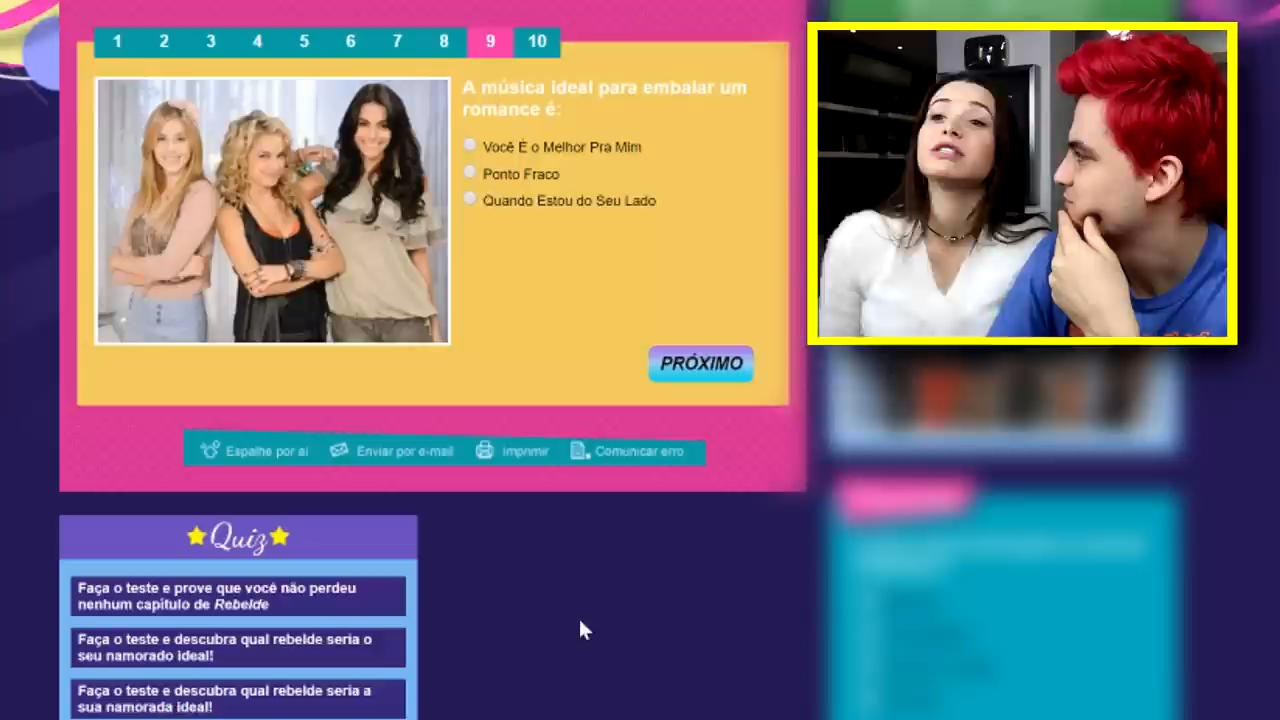 1 2 3 4 5 6 7 8 9 10
A música ideal para embalar um
romance é:
Você É o Melhor Pra Mim
Ponto Fraco
Quando Estou do Seu Lado
PRÓXIMO
Espalhe por aí Enviar por e-mail Imprimir Comunicar erro
Quiz
Faça o teste e prove que você não perdeu
nenhum capítulo de Rebelde
Faça o teste e descubra qual rebelde seria o
seu namorado ideal!
Faça o teste e descubra qual rebelde seria a
sua namorada ideal!